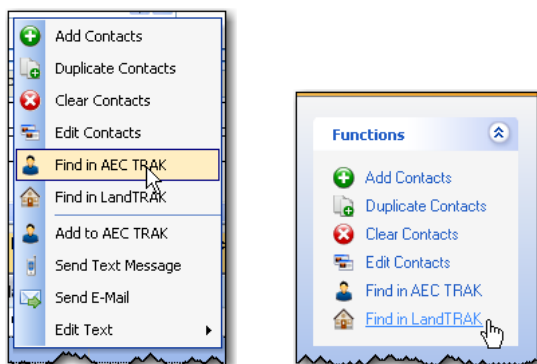 Add Contacts
Duplicate Contacts
Clear Contacts
Edit Contacts
Find in AEC TRAK
Find in LandTRAK
Add to AEC TRAK
Send Text Message
Send E-Mail
Edit Text
Functions
Add Contacts
Duplicate Contacts
Clear Contacts
Edit Contacts
Find in AEC TRAK
Find in LandTRAK